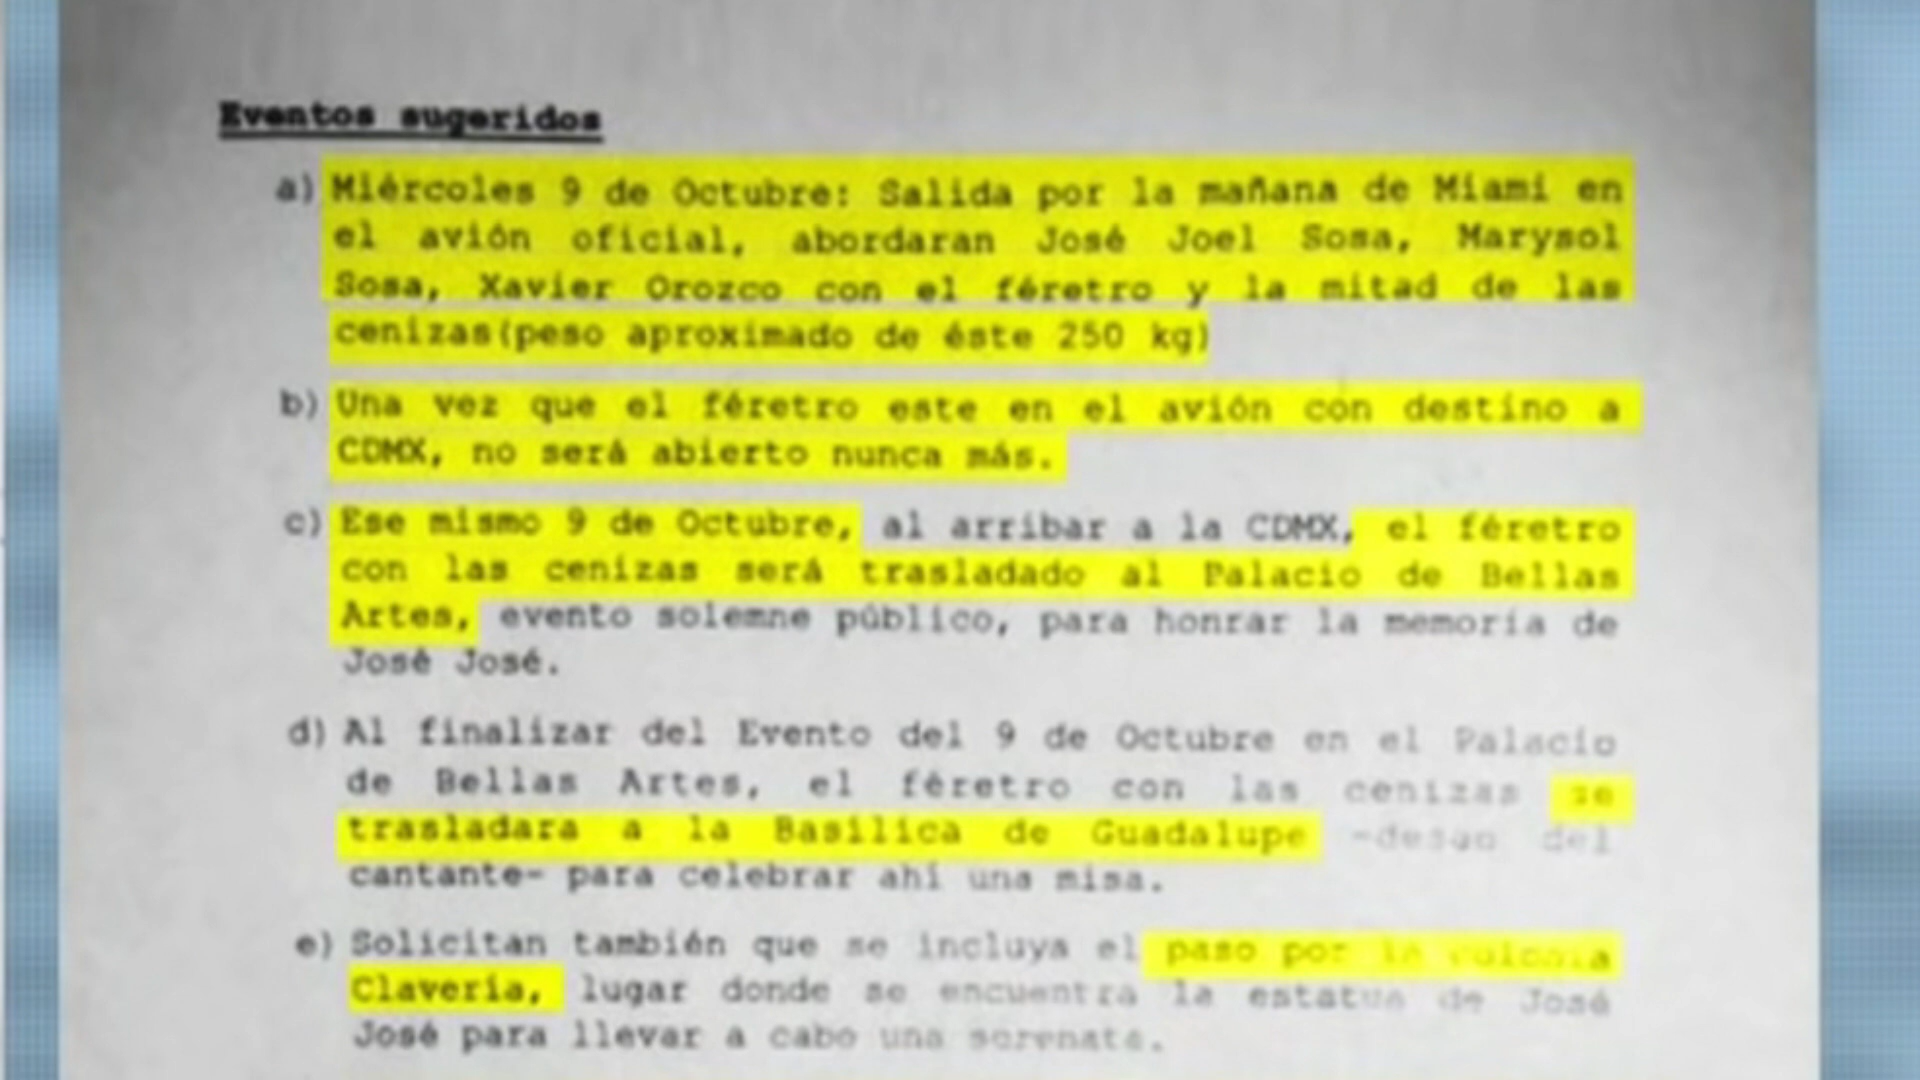 Eventos sugeridos
a) Miércoles 9 de Octubre: Salida por la mañana de Miami en
el avión oficial, abordaran José Joel Sosa, Marysol
Sosa, Xavier Orozco con el féretro y la mitad de las
cenizas(peso aproximado de éste 250 kg)
b) Una vez que el féretro este en el avión con destino a
CDMX, no será abierto nunca más.
c) Ese mismo 9 de Octubre, al arribar a la CDMX, el féretro
con las cenizas será trasladado al Palacio de Bellas
Artes, evento solemne público, para honrar la memoria de
José José.
d) Al finalizar del Evento del 9 de Octubre en el Palacio
de Bellas Artes, el féretro con las cenizas se
trasladara a la Basílica de Guadalupe del
cantante- para celebrar ahí una misa.
e) Solicitan también que se incluya el paso por la colonia
Clavería, lugar donde se encuentra la estatua de José
José para llevar a cabo una serenata.